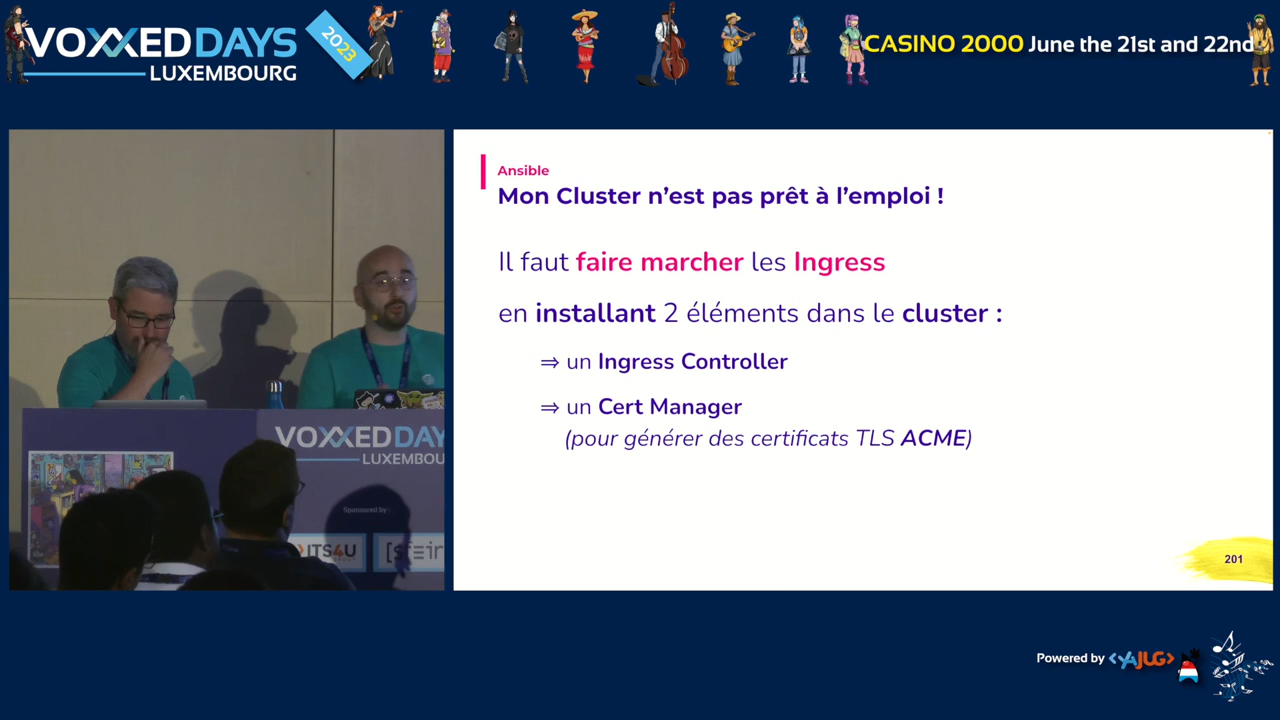 VOXXED DAYS
LUXEMBOURG
2023
CASINO 2000 June the 21st and 22nd
Ansible
Mon Cluster n'est pas prêt à l'emploi !
Il faut faire marcher les Ingress
en installant 2 éléments dans le cluster :
⇒ un Ingress Controller
⇒ un Cert Manager
(pour générer des certificats TLS ACME)
201
VOXXED DAY
LUXEMBOU
Sponsored by :
ITS4U
Powered by <YAJUG>